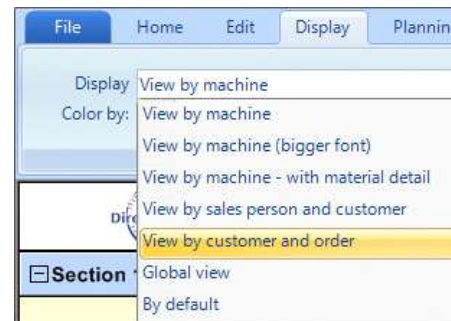 File Home Edit Display
Display View by machine
Color by: View by machine
View by machine (bigger font)
View by machine - with material detail
View by sales person and customer
View by customer and order
Section Global view
By default